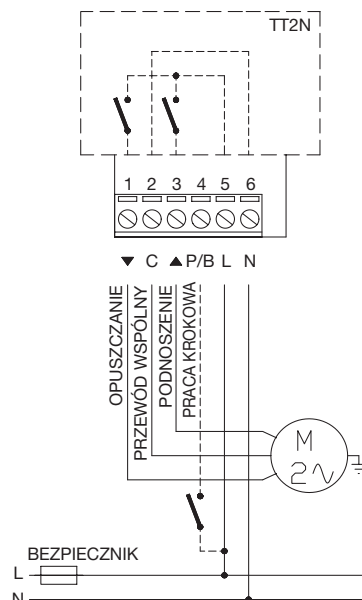 TT2N
1 2 3 4 5 6
▼ C ▲ P/B L N
OPUSZCZANIE
PRZEWÓD WSPÓLNY
PODNOSZENIE
PRACA KROKOWA
M
2∿
BEZPIECZNIK
L
N